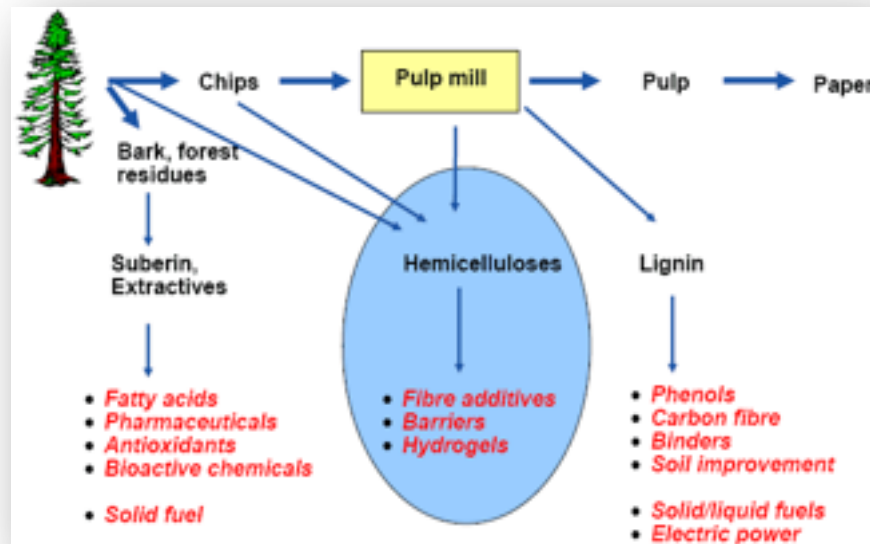 Chips
Pulp mill
Pulp
Paper
Bark, forest
residues
Suberin,
Extractives
Hemicelluloses
Lignin
• Fatty acids
• Pharmaceuticals
• Antioxidants
• Bioactive chemicals
• Solid fuel
• Fibre additives
• Barriers
• Hydrogels
• Phenols
• Carbon fibre
• Binders
• Soil improvement
• Solid/liquid fuels
• Electric power